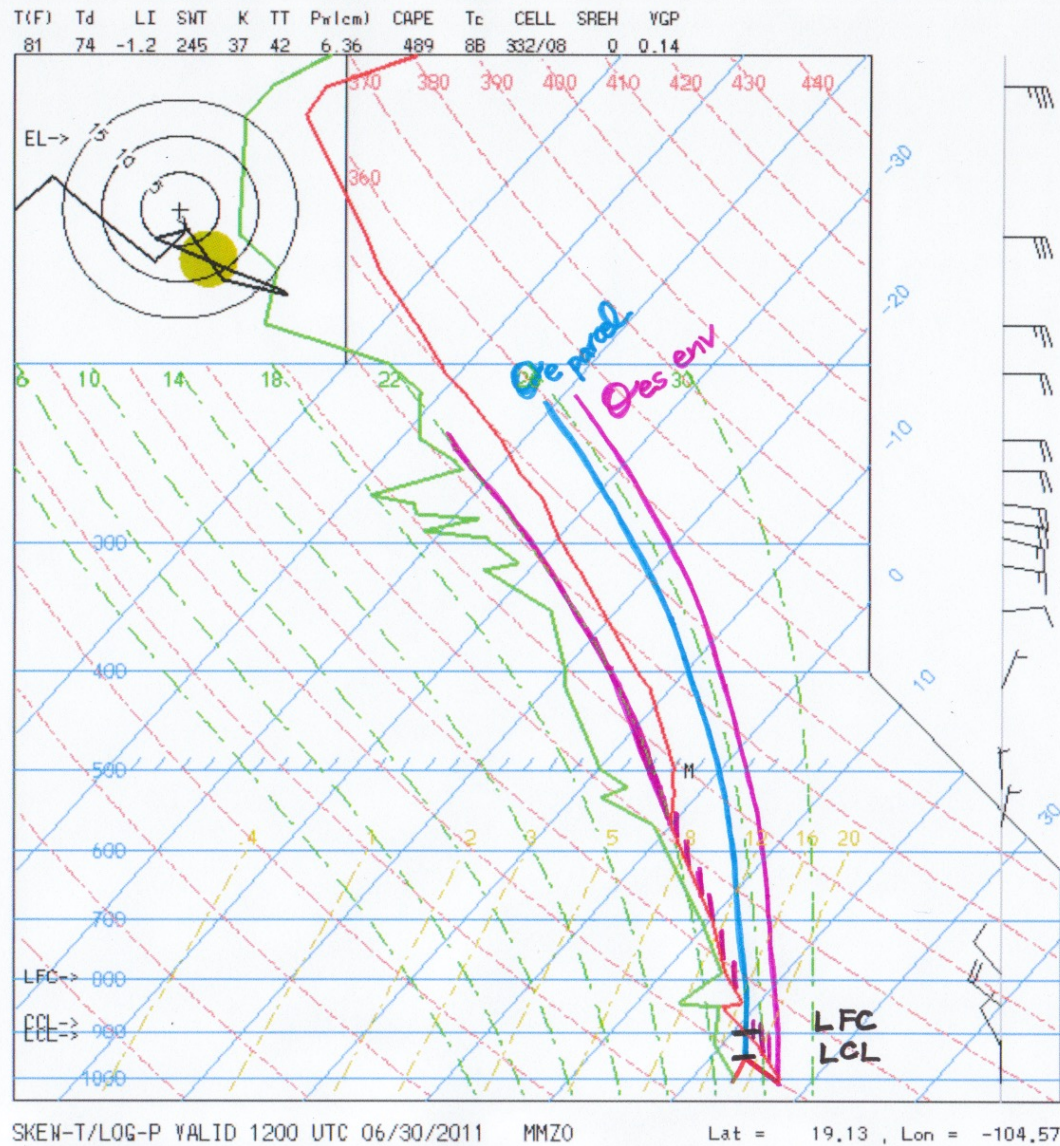 T(F) Td LI SWT K TT Pw(cm) CAPE Tc CELL SREH VGP
81 74 -1.2 245 37 42 6.36 489 88 332/08 0 0.14
370 380 390 400 410 420 430 440
EL->
15
10
5
360
-30
-20
-10
0
10
30
Θe parcel
Θes env
6 10 14 18 22 26 30
300
400
500
M
600
.4 1 2 3 5 8 12 16 20
700
LFC-> 800
CCL-> LFC
LCL-> 900
LCL
1000
SKEW-T/LOG-P VALID 1200 UTC 06/30/2011 MMZO Lat = 19.13 Lon = -104.57